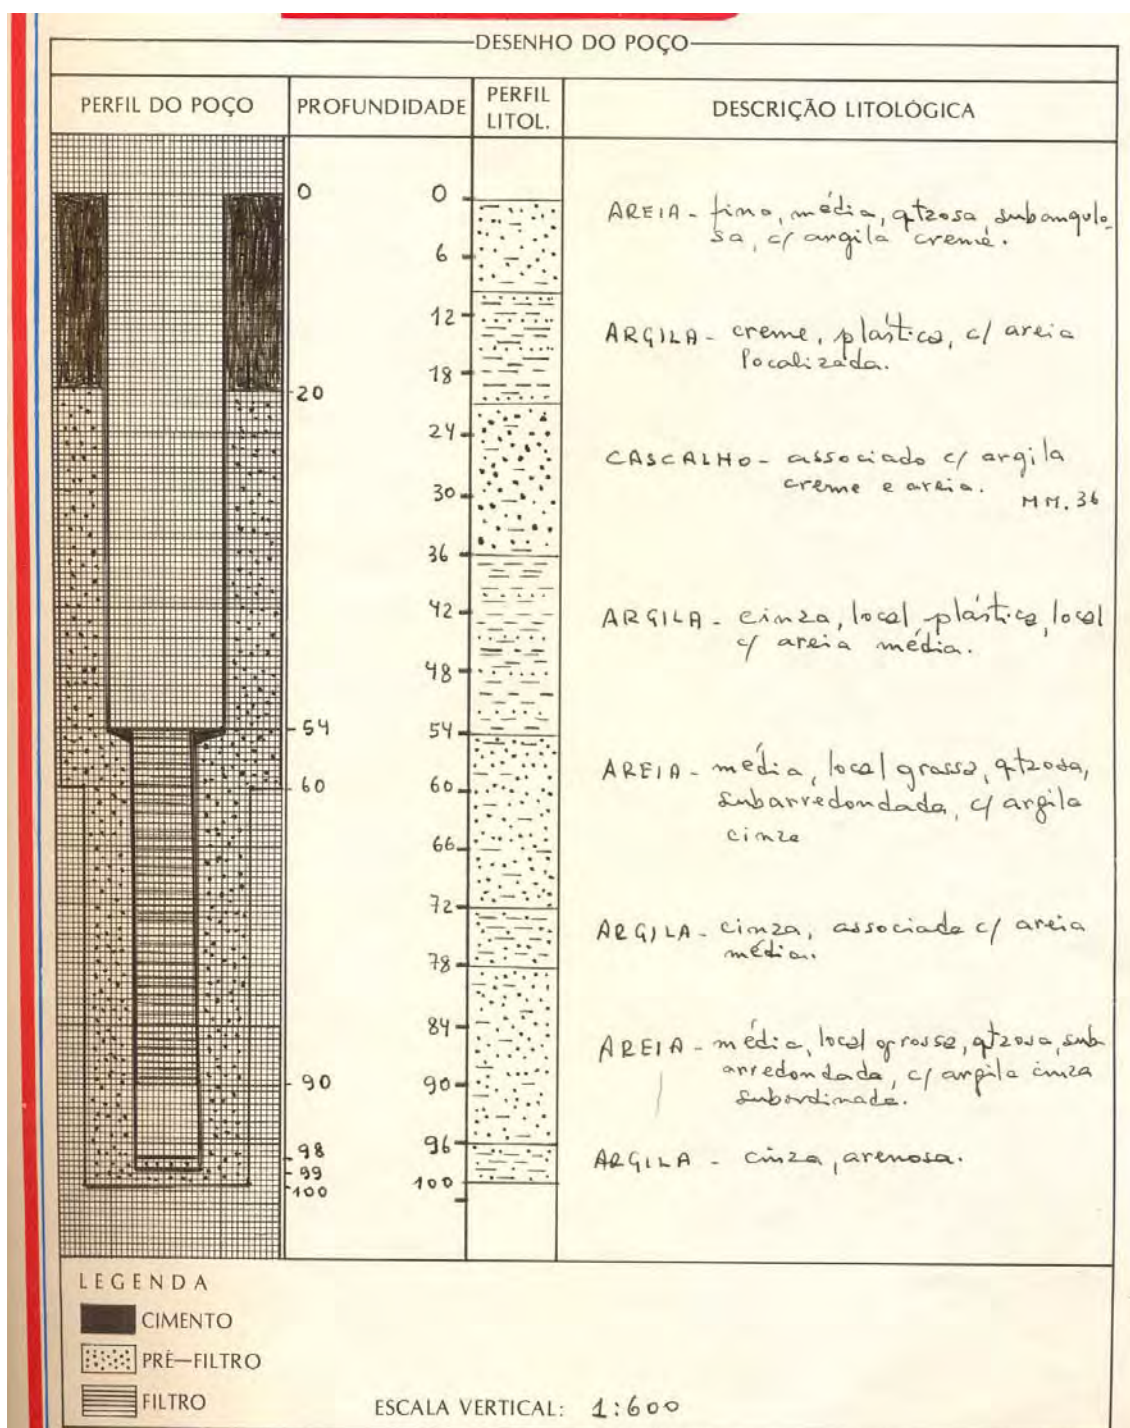 DESENHO DO POÇO
PERFIL DO POÇO
PROFUNDIDADE
PERFIL
LITOL.
DESCRIÇÃO LITOLÓGICA
0
20
54
60
90
98
99
100
0
6
12
18
24
30
36
42
48
54
60
66
72
78
84
90
96
100
AREIA - fina, média, qtzosa, subangulo-
sa, c/ argila creme.
ARGILA - creme, plástica, c/ areia
localizada.
CASCALHO - associado c/ argila
creme e areia. MM. 36
ARGILA - cinza, local plástica, local
c/ areia média.
AREIA - média, local grossa, qtzosa,
subarredondada, c/ argila
cinza
ARGILA - cinza, associada c/ areia
média.
AREIA - média, local grossa, qtzosa, sub-
arredondada, c/ argila cinza
subordinada.
ARGILA - cinza, arenosa.
LEGENDA
CIMENTO
PRÉ-FILTRO
FILTRO
ESCALA VERTICAL: 1:600